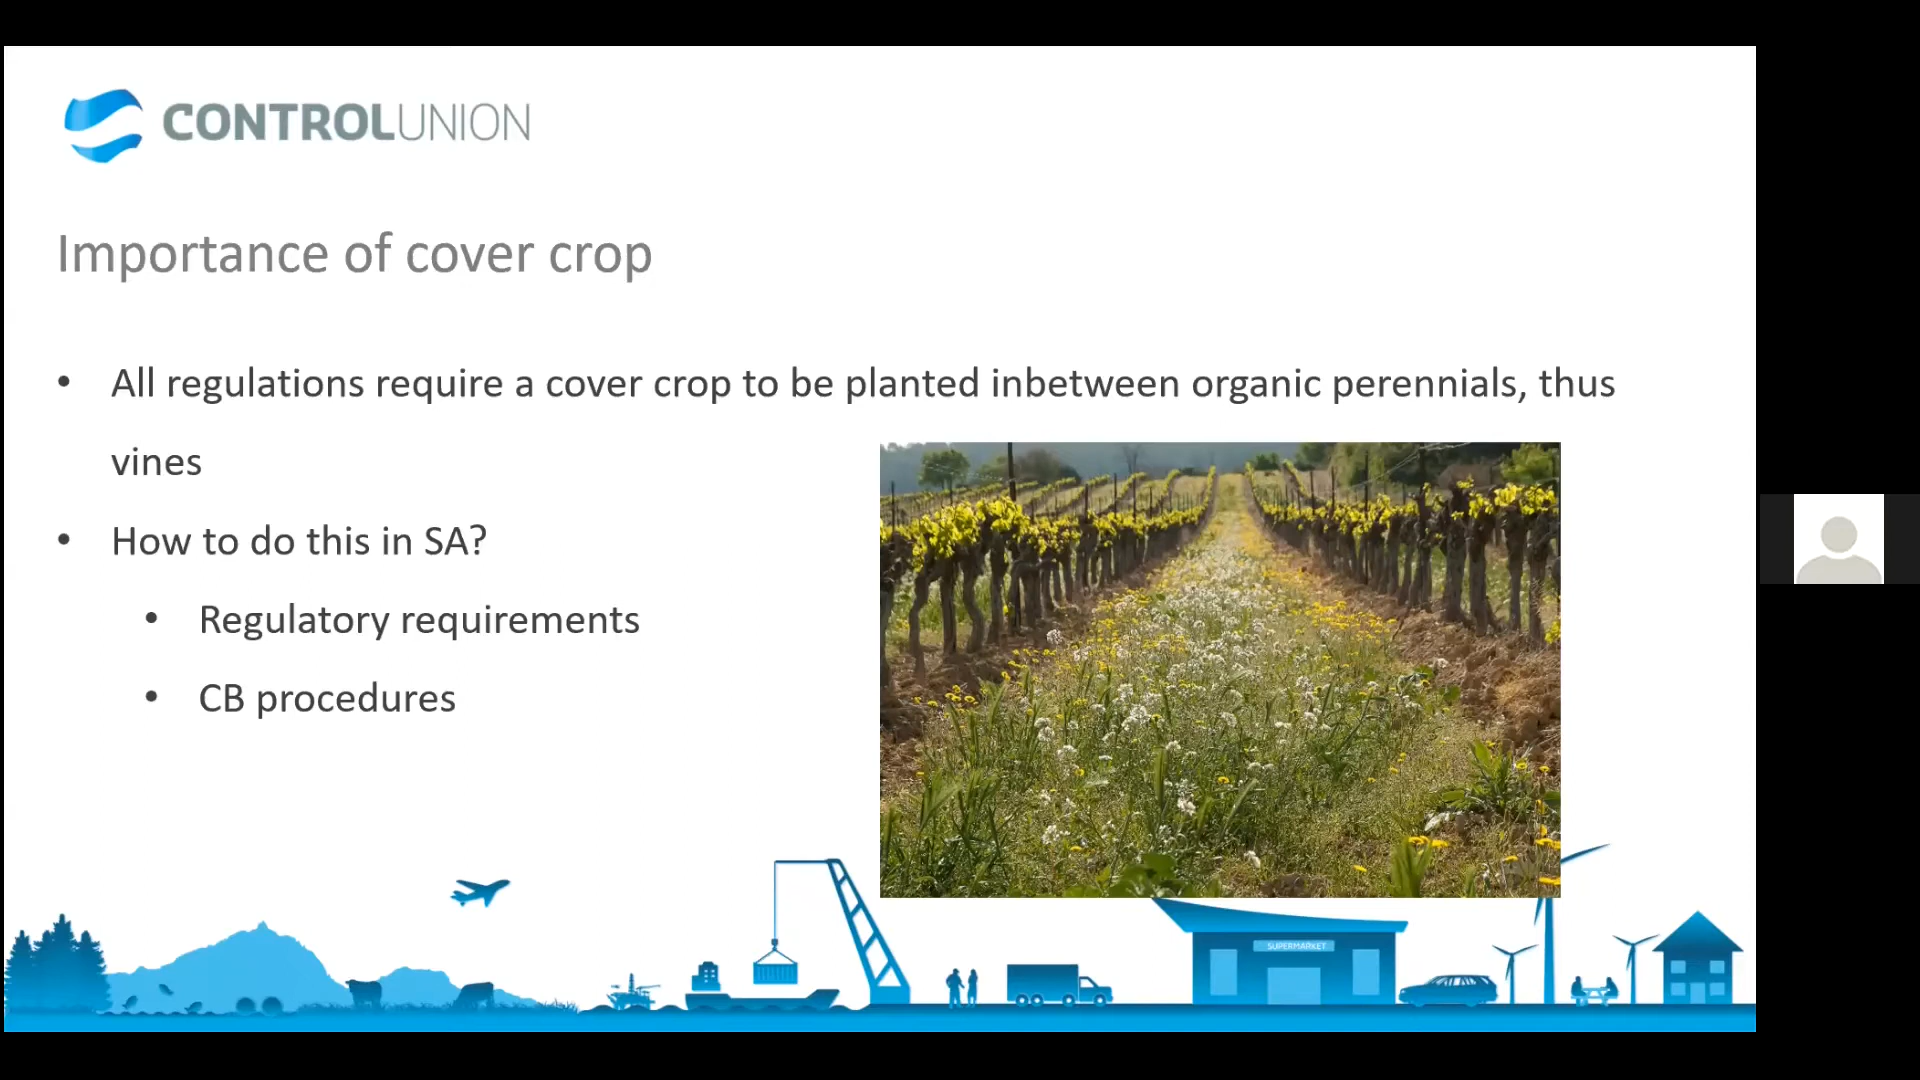 CONTROLUNION
Importance of cover crop
• All regulations require a cover crop to be planted inbetween organic perennials, thus
vines
• How to do this in SA?
• Regulatory requirements
• CB procedures
SUPERMARKET